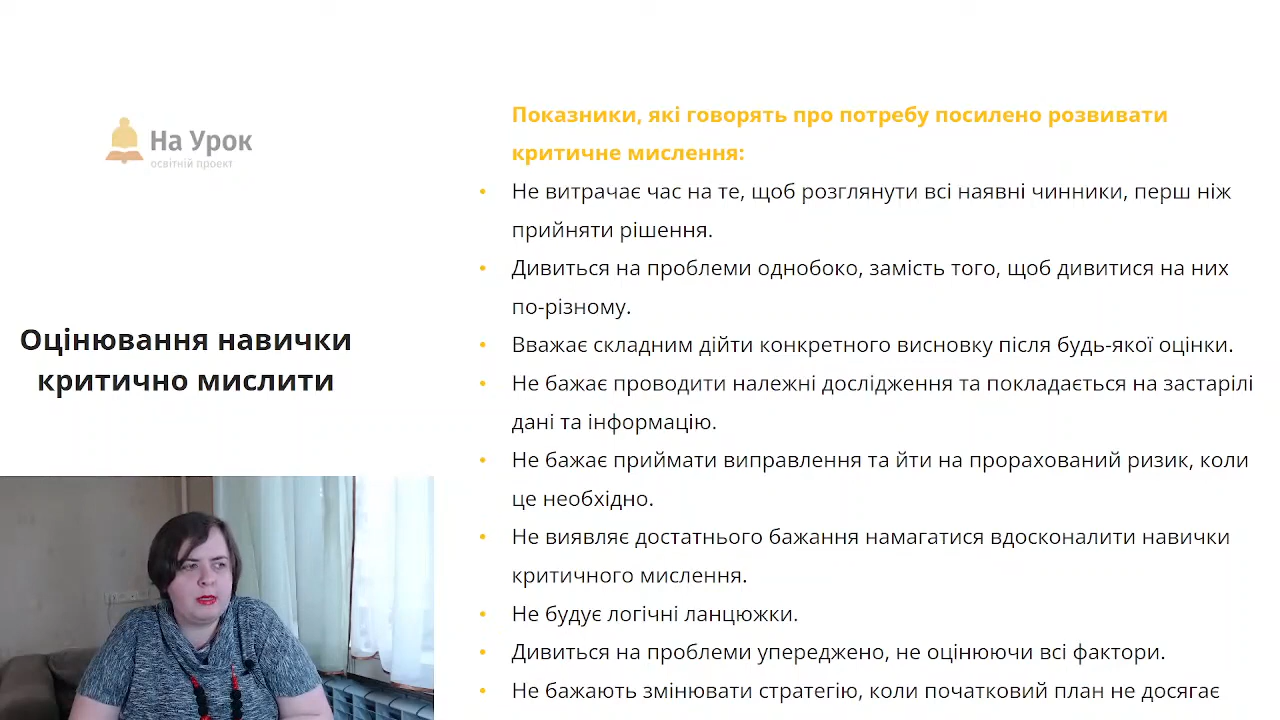 На Урок
освітній проект
Оцінювання навички
критично мислити
Показники, які говорять про потребу посилено розвивати
критичне мислення:
• Не витрачає час на те, щоб розглянути всі наявні чинники, перш ніж
прийняти рішення.
• Дивиться на проблеми однобоко, замість того, щоб дивитися на них
по-різному.
• Вважає складним дійти конкретного висновку після будь-якої оцінки.
• Не бажає проводити належні дослідження та покладається на застарілі
дані та інформацію.
• Не бажає приймати виправлення та йти на прорахований ризик, коли
це необхідно.
• Не виявляє достатнього бажання намагатися вдосконалити навички
критичного мислення.
• Не будує логічні ланцюжки.
• Дивиться на проблеми упереджено, не оцінюючи всі фактори.
• Не бажають змінювати стратегію, коли початковий план не досягає